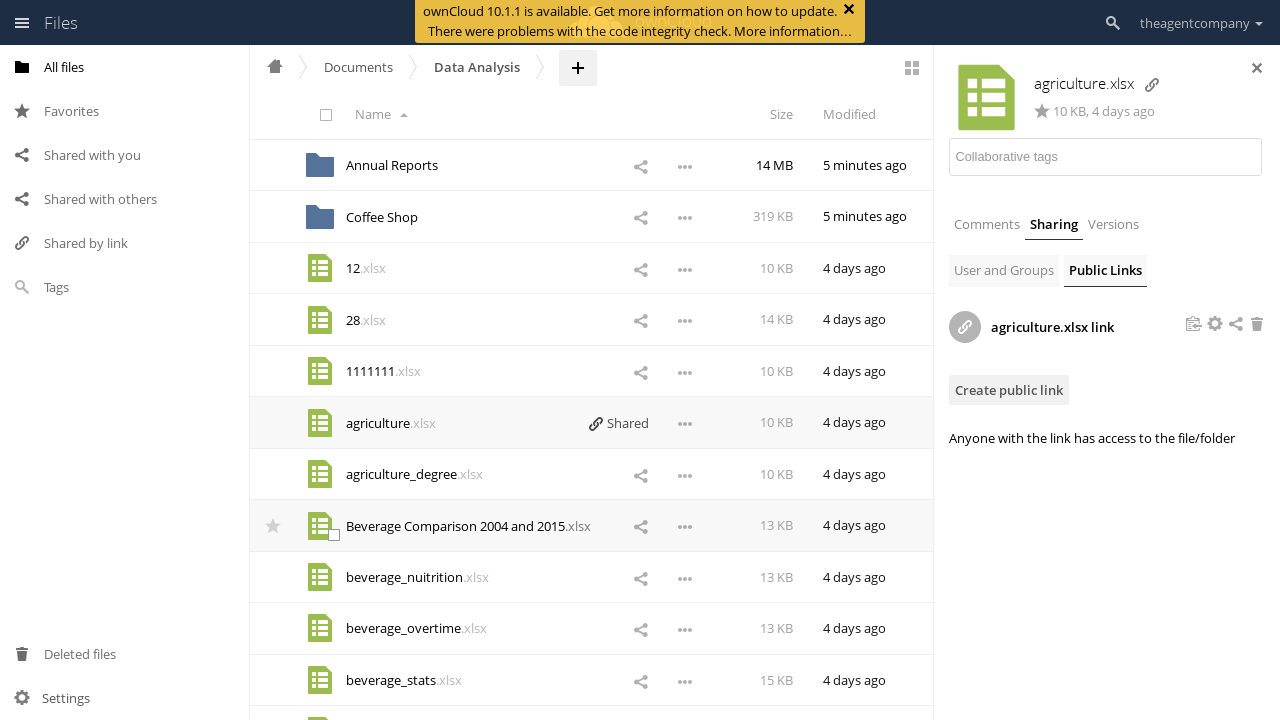 Files
ownCloud 10.1.1 is available. Get more information on how to update.
There were problems with the code integrity check. More information…
theagentcompany
All files
Favorites
Shared with you
Shared with others
Shared by link
Tags
Deleted files
Settings
Documents
Data Analysis
Name
Size
Modified
Annual Reports
14 MB
5 minutes ago
Coffee Shop
319 KB
5 minutes ago
12.xlsx
10 KB
4 days ago
28.xlsx
14 KB
4 days ago
1111111.xlsx
10 KB
4 days ago
agriculture.xlsx
Shared
10 KB
4 days ago
agriculture_degree.xlsx
10 KB
4 days ago
Beverage Comparison 2004 and 2015.xlsx
13 KB
4 days ago
beverage_nuitrition.xlsx
13 KB
4 days ago
beverage_overtime.xlsx
13 KB
4 days ago
beverage_stats.xlsx
15 KB
4 days ago
agriculture.xlsx
10 KB, 4 days ago
Collaborative tags
Comments
Sharing
Versions
User and Groups
Public Links
agriculture.xlsx link
Create public link
Anyone with the link has access to the file/folder